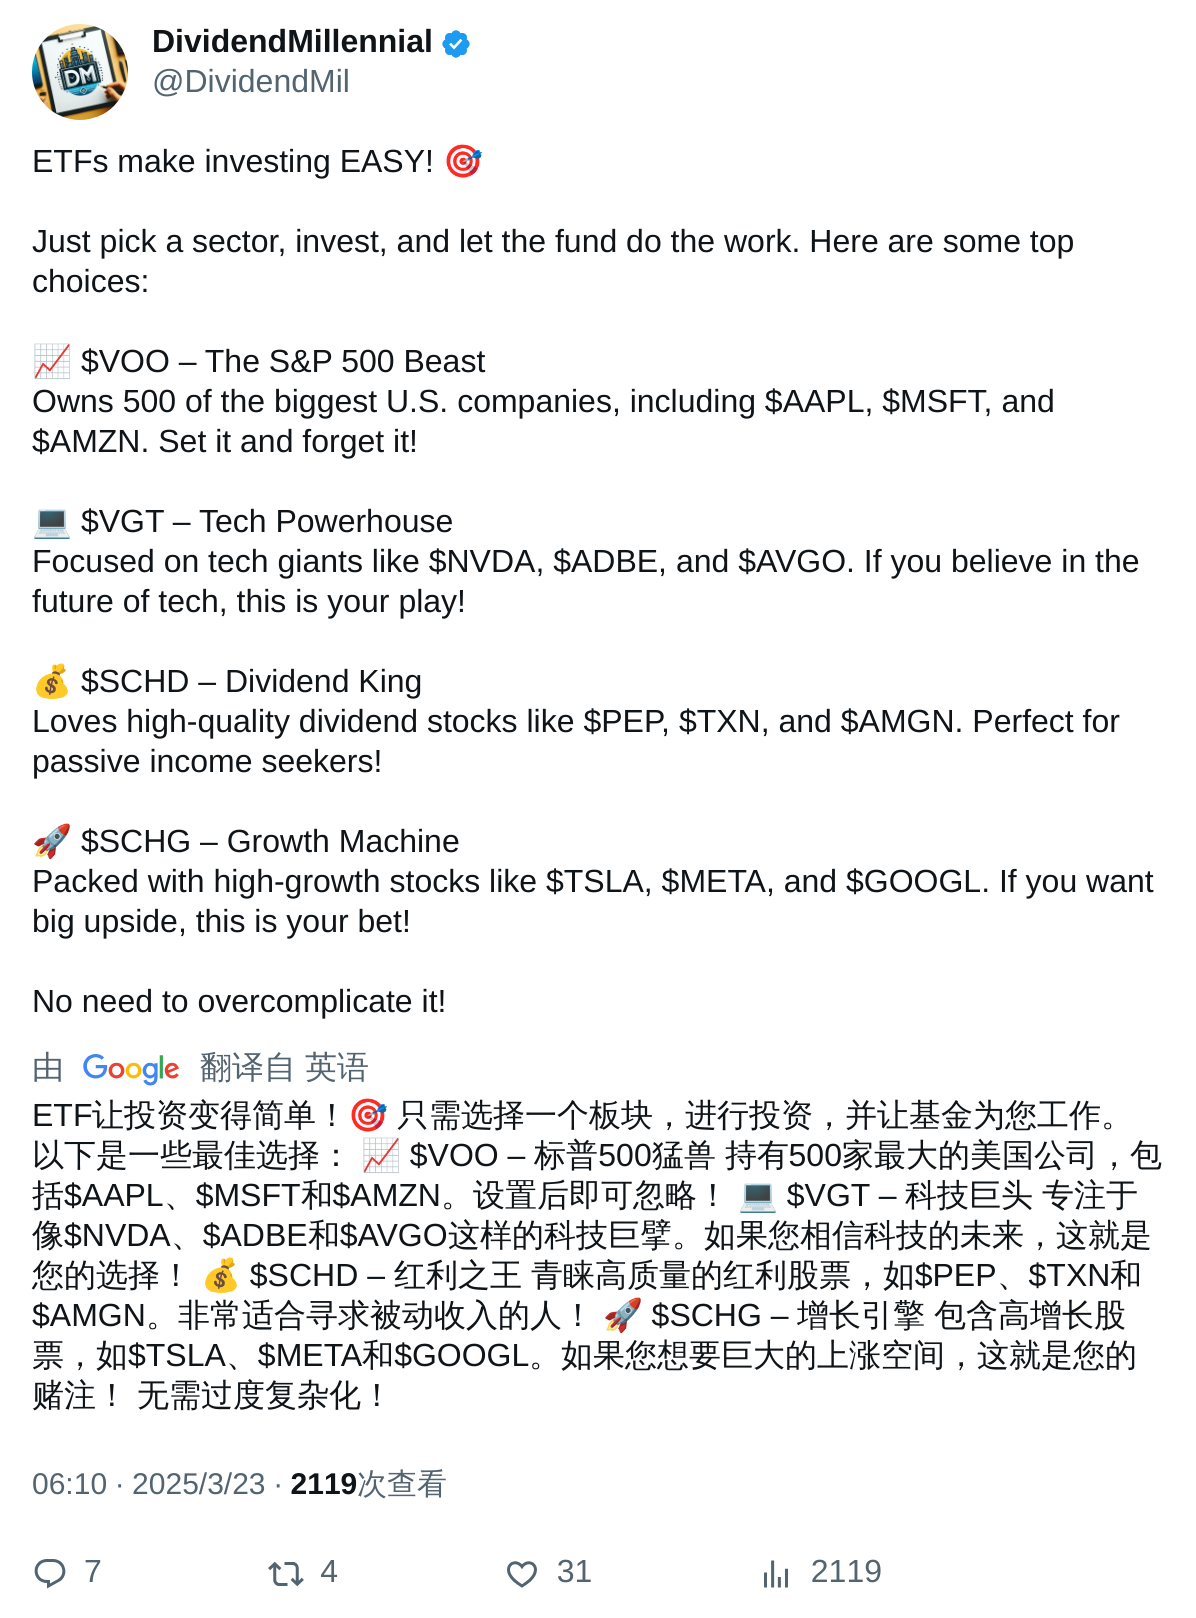 DM
DividendMillennial
@DividendMil
ETFs make investing EASY! 🎯
Just pick a sector, invest, and let the fund do the work. Here are some top
choices:
📈 $VOO – The S&P 500 Beast
Owns 500 of the biggest U.S. companies, including $AAPL, $MSFT, and
$AMZN. Set it and forget it!
💻 $VGT – Tech Powerhouse
Focused on tech giants like $NVDA, $ADBE, and $AVGO. If you believe in the
future of tech, this is your play!
💰 $SCHD – Dividend King
Loves high-quality dividend stocks like $PEP, $TXN, and $AMGN. Perfect for
passive income seekers!
🚀 $SCHG – Growth Machine
Packed with high-growth stocks like $TSLA, $META, and $GOOGL. If you want
big upside, this is your bet!
No need to overcomplicate it!
由 Google 翻译自 英语
ETF让投资变得简单！🎯 只需选择一个板块，进行投资，并让基金为您工作。
以下是一些最佳选择： 📈 $VOO – 标普500猛兽 持有500家最大的美国公司，包
括$AAPL、$MSFT和$AMZN。设置后即可忽略！ 💻 $VGT – 科技巨头 专注于
像$NVDA、$ADBE和$AVGO这样的科技巨擘。如果您相信科技的未来，这就是
您的选择！ 💰 $SCHD – 红利之王 青睐高质量的红利股票，如$PEP、$TXN和
$AMGN。非常适合寻求被动收入的人！ 🚀 $SCHG – 增长引擎 包含高增长股
票，如$TSLA、$META和$GOOGL。如果您想要巨大的上涨空间，这就是您的
赌注！ 无需过度复杂化！
06:10 · 2025/3/23 · 2119次查看
7 4 31 2119